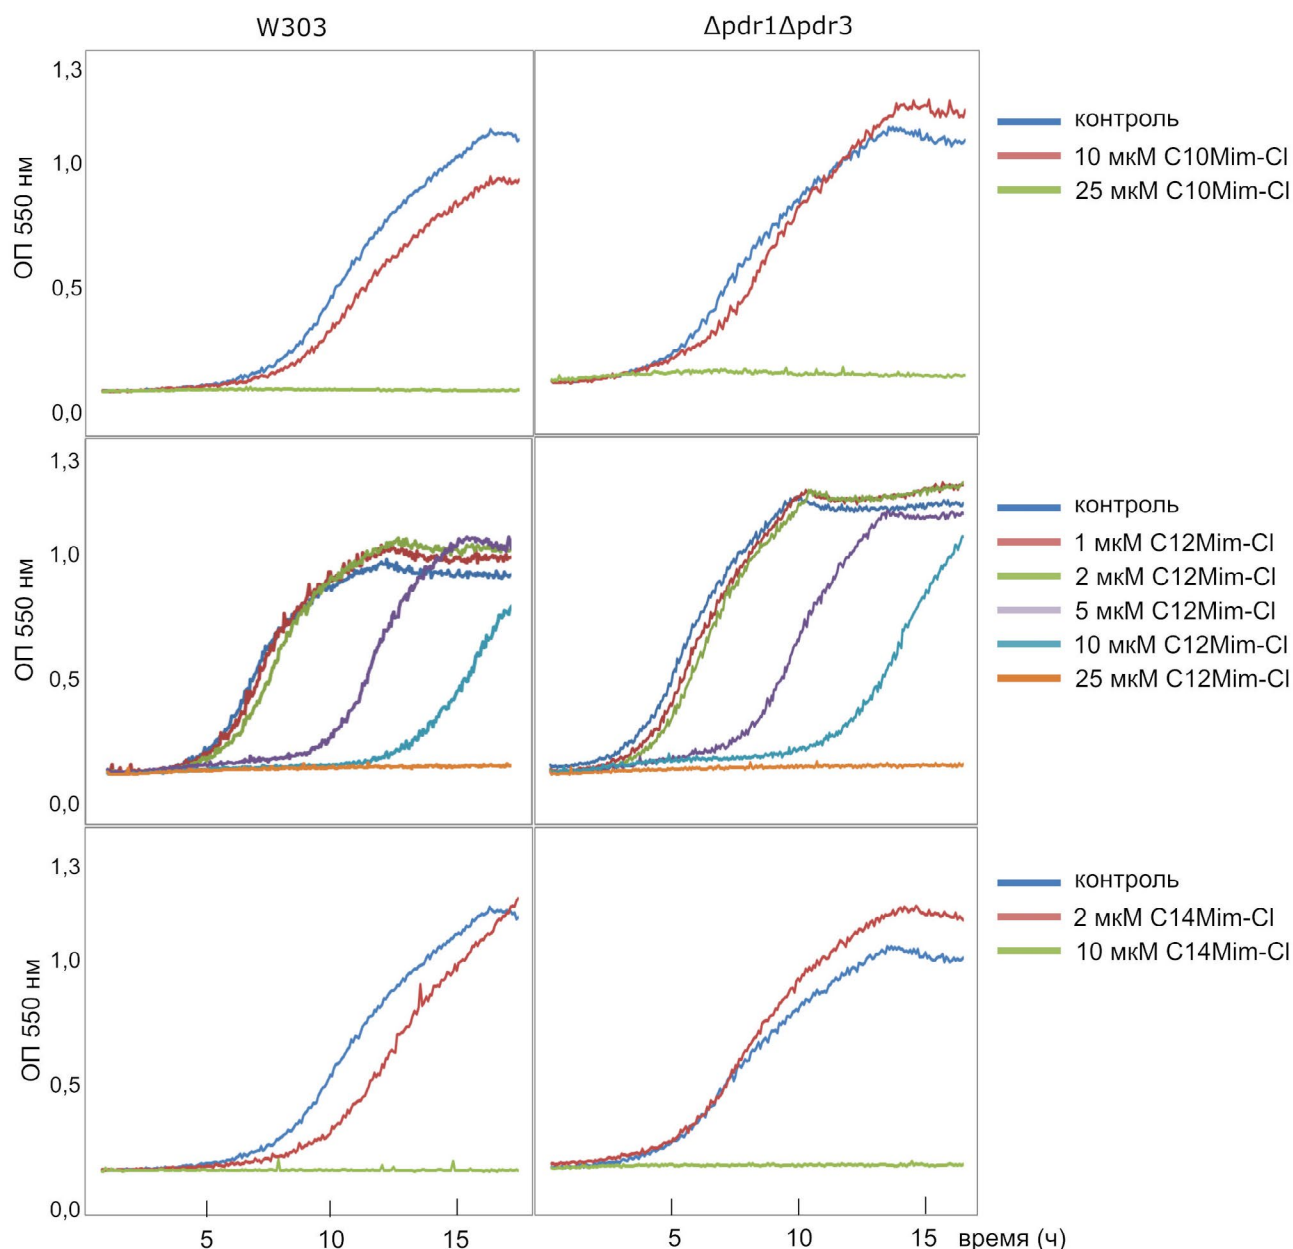 W303
Δpdr1Δpdr3
1,3
1,0
0,5
0,0
ОП 550 нм
контроль
10 мкМ C10Mim-Cl
25 мкМ C10Mim-Cl
1,3
1,0
0,5
0,0
ОП 550 нм
контроль
1 мкМ C12Mim-Cl
2 мкМ C12Mim-Cl
5 мкМ C12Mim-Cl
10 мкМ C12Mim-Cl
25 мкМ C12Mim-Cl
1,3
1,0
0,5
0,0
ОП 550 нм
контроль
2 мкМ C14Mim-Cl
10 мкМ C14Mim-Cl
5 10 15
5 10 15 время (ч)